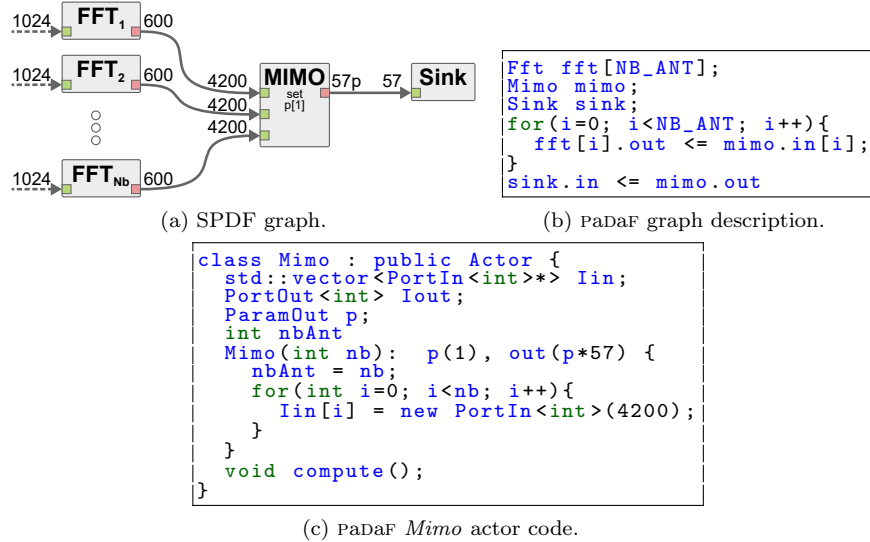 1024 FFT1 600
1024 FFT2 600
4200 MIMO 57p 57 Sink
set
p[1]
4200
4200
1024 FFTNb 600
(a) SPDF graph.
Fft fft[NB_ANT];
Mimo mimo;
Sink sink;
for(i=0; i<NB_ANT; i++){
fft[i].out <= mimo.in[i];
}
sink.in <= mimo.out
(b) PADAF graph description.
class Mimo : public Actor {
std::vector<PortIn<int>*> Iin;
PortOut<int> Iout;
ParamOut p;
int nbAnt
Mimo(int nb): p(1), out(p*57) {
nbAnt = nb;
for(int i=0; i<nb; i++){
Iin[i] = new PortIn<int>(4200);
}
}
void compute();
}
(c) PADAF Mimo actor code.